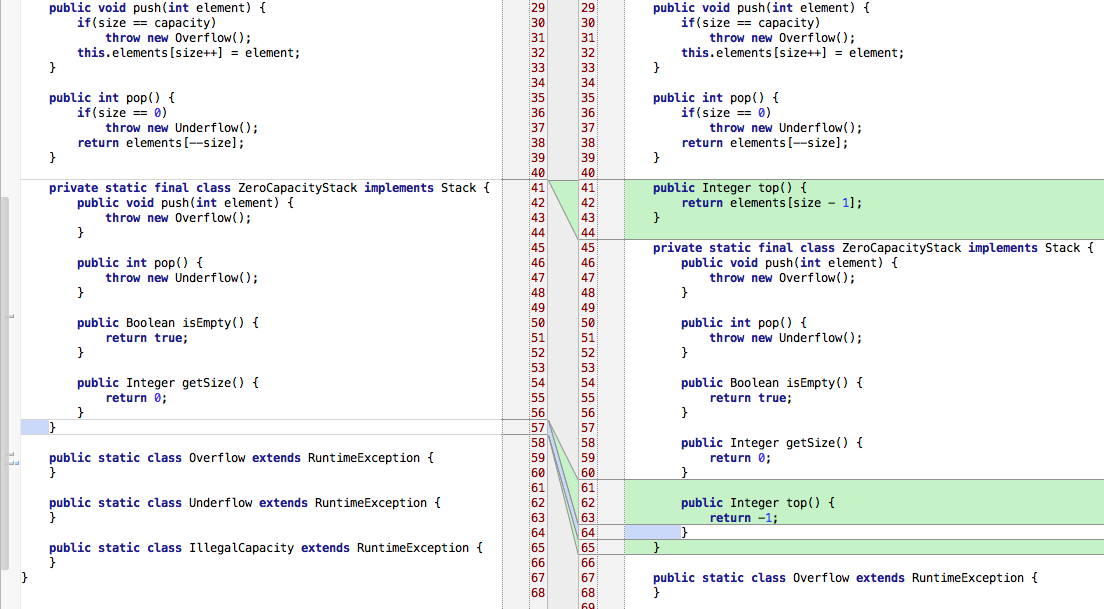 public void push(int element) {
if(size == capacity)
throw new Overflow();
this.elements[size++] = element;
}
public int pop() {
if(size == 0)
throw new Underflow();
return elements[--size];
}
private static final class ZeroCapacityStack implements Stack {
public void push(int element) {
throw new Overflow();
}
public int pop() {
throw new Underflow();
}
public Boolean isEmpty() {
return true;
}
public Integer getSize() {
return 0;
}
}
public static class Overflow extends RuntimeException {
}
public static class Underflow extends RuntimeException {
}
public static class IllegalCapacity extends RuntimeException {
}
}
29 29
30 30
31 31
32 32
33 33
34 34
35 35
36 36
37 37
38 38
39 39
40 40
41 41
42 42
43 43
44 44
45 45
46 46
47 47
48 48
49 49
50 50
51 51
52 52
53 53
54 54
55 55
56 56
57 57
58 58
59 59
60 60
61 61
62 62
63 63
64 64
65 65
66 66
67 67
68 68
69
public void push(int element) {
if(size == capacity)
throw new Overflow();
this.elements[size++] = element;
}
public int pop() {
if(size == 0)
throw new Underflow();
return elements[--size];
}
public Integer top() {
return elements[size - 1];
}
private static final class ZeroCapacityStack implements Stack {
public void push(int element) {
throw new Overflow();
}
public int pop() {
throw new Underflow();
}
public Boolean isEmpty() {
return true;
}
public Integer getSize() {
return 0;
}
public Integer top() {
return -1;
}
}
public static class Overflow extends RuntimeException {
}